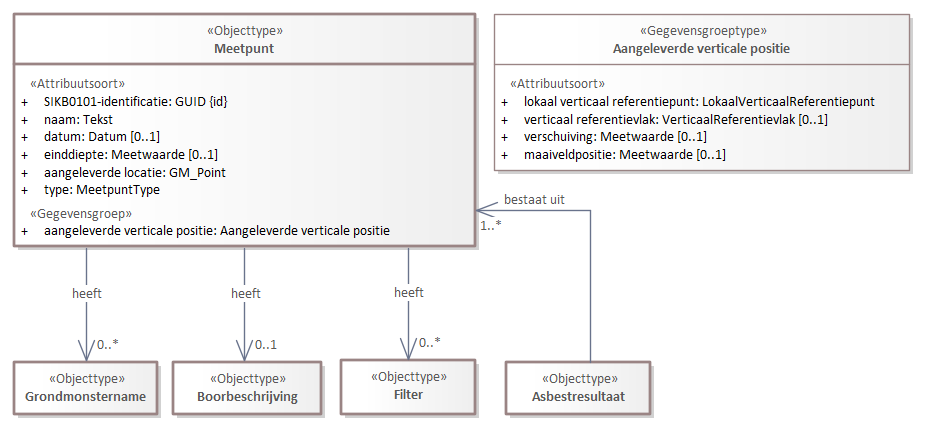 «Objecttype»
Meetpunt
«Attribuutsoort»
+ SIKB0101-identificatie: GUID {id}
+ naam: Tekst
+ datum: Datum [0..1]
+ einddiepte: Meetwaarde [0..1]
+ aangeleverde locatie: GM_Point
+ type: MeetpuntType
«Gegevensgroep»
+ aangeleverde verticale positie: Aangeleverde verticale positie
«Gegevensgroeptype»
Aangeleverde verticale positie
«Attribuutsoort»
+ lokaal verticaal referentiepunt: LokaalVerticaalReferentiepunt
+ verticaal referentievlak: VerticaalReferentievlak [0..1]
+ verschuiving: Meetwaarde [0..1]
+ maaiveldpositie: Meetwaarde [0..1]
bestaat uit
1..*
heeft
heeft
heeft
0..*
0..1
0..*
«Objecttype»
Grondmonstername
«Objecttype»
Boorbeschrijving
«Objecttype»
Filter
«Objecttype»
Asbestresultaat